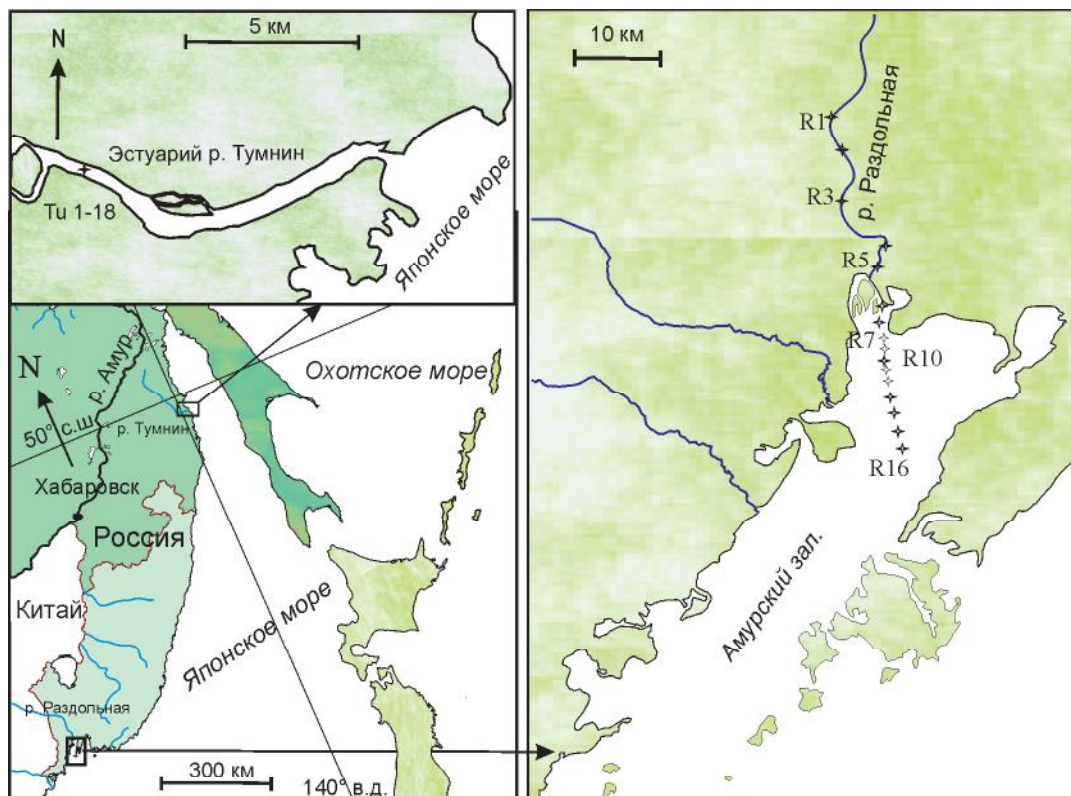 5 км
N
Эстуарий р. Тумнин
Tu 1-18
Японское море
N
р. Амур
Охотское море
50° с.ш
р. Тумнин
Хабаровск
Россия
Китай
Японское море
р. Раздольная
300 км
140° в.д.
10 км
R1
р. Раздольная
R3
R5
R7
R10
R16
Амурский зал.